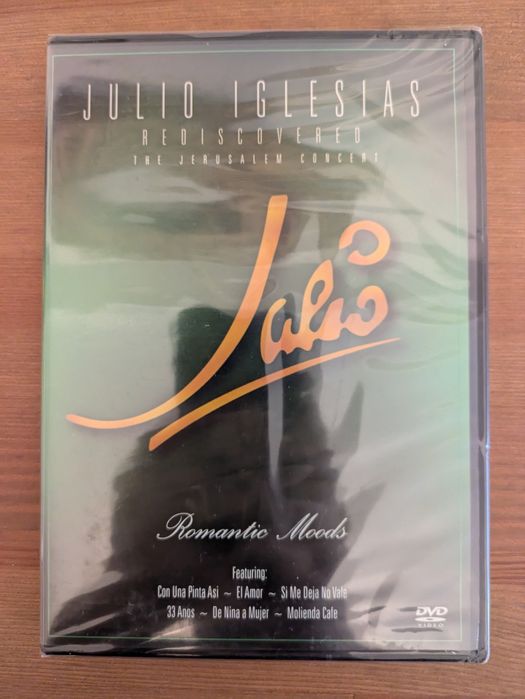 JULIO IGLESIAS
REDISCOVERED
THE JERUSALEM CONCERT
Julio
Romantic Moods
Featuring:
Con Una Pinta Asi ~ El Amor ~ Si Me Deja No Vale
33 Anos ~ De Nina a Mujer ~ Molienda Cafe
DVD
VIDEO